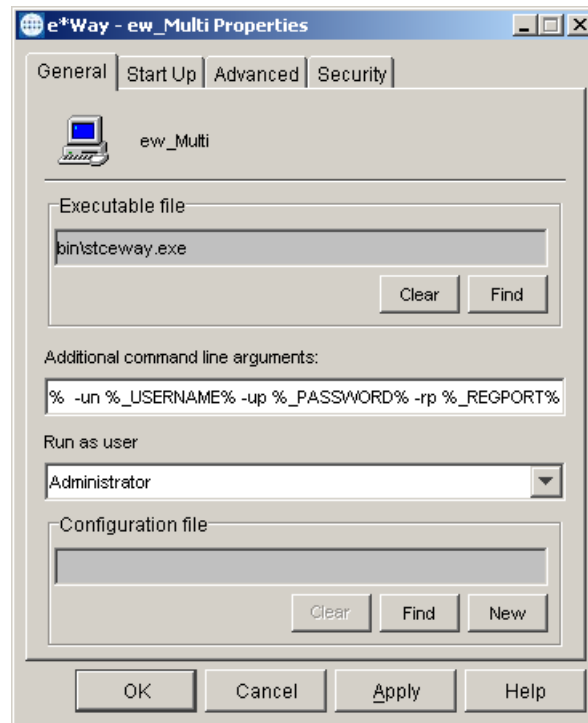 e*Way - ew_Multi Properties
General Start Up Advanced Security
ew_Multi
Executable file
bin\stceway.exe
Clear Find
Additional command line arguments:
% -un %_USERNAME% -up %_PASSWORD% -rp %_REGPORT%
Run as user
Administrator
Configuration file
Clear Find New
OK Cancel Apply Help